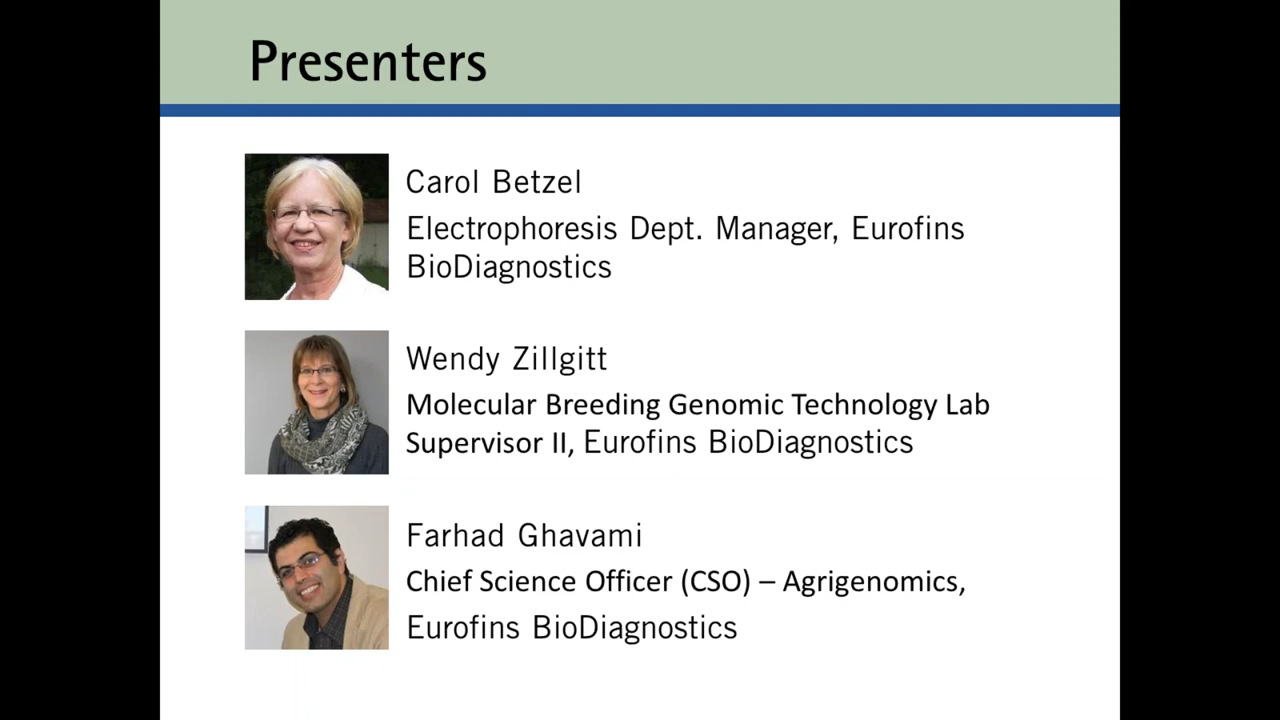 Presenters
Carol Betzel
Electrophoresis Dept. Manager, Eurofins
BioDiagnostics
Wendy Zillgitt
Molecular Breeding Genomic Technology Lab
Supervisor II, Eurofins BioDiagnostics
Farhad Ghavami
Chief Science Officer (CSO) – Agrigenomics,
Eurofins BioDiagnostics